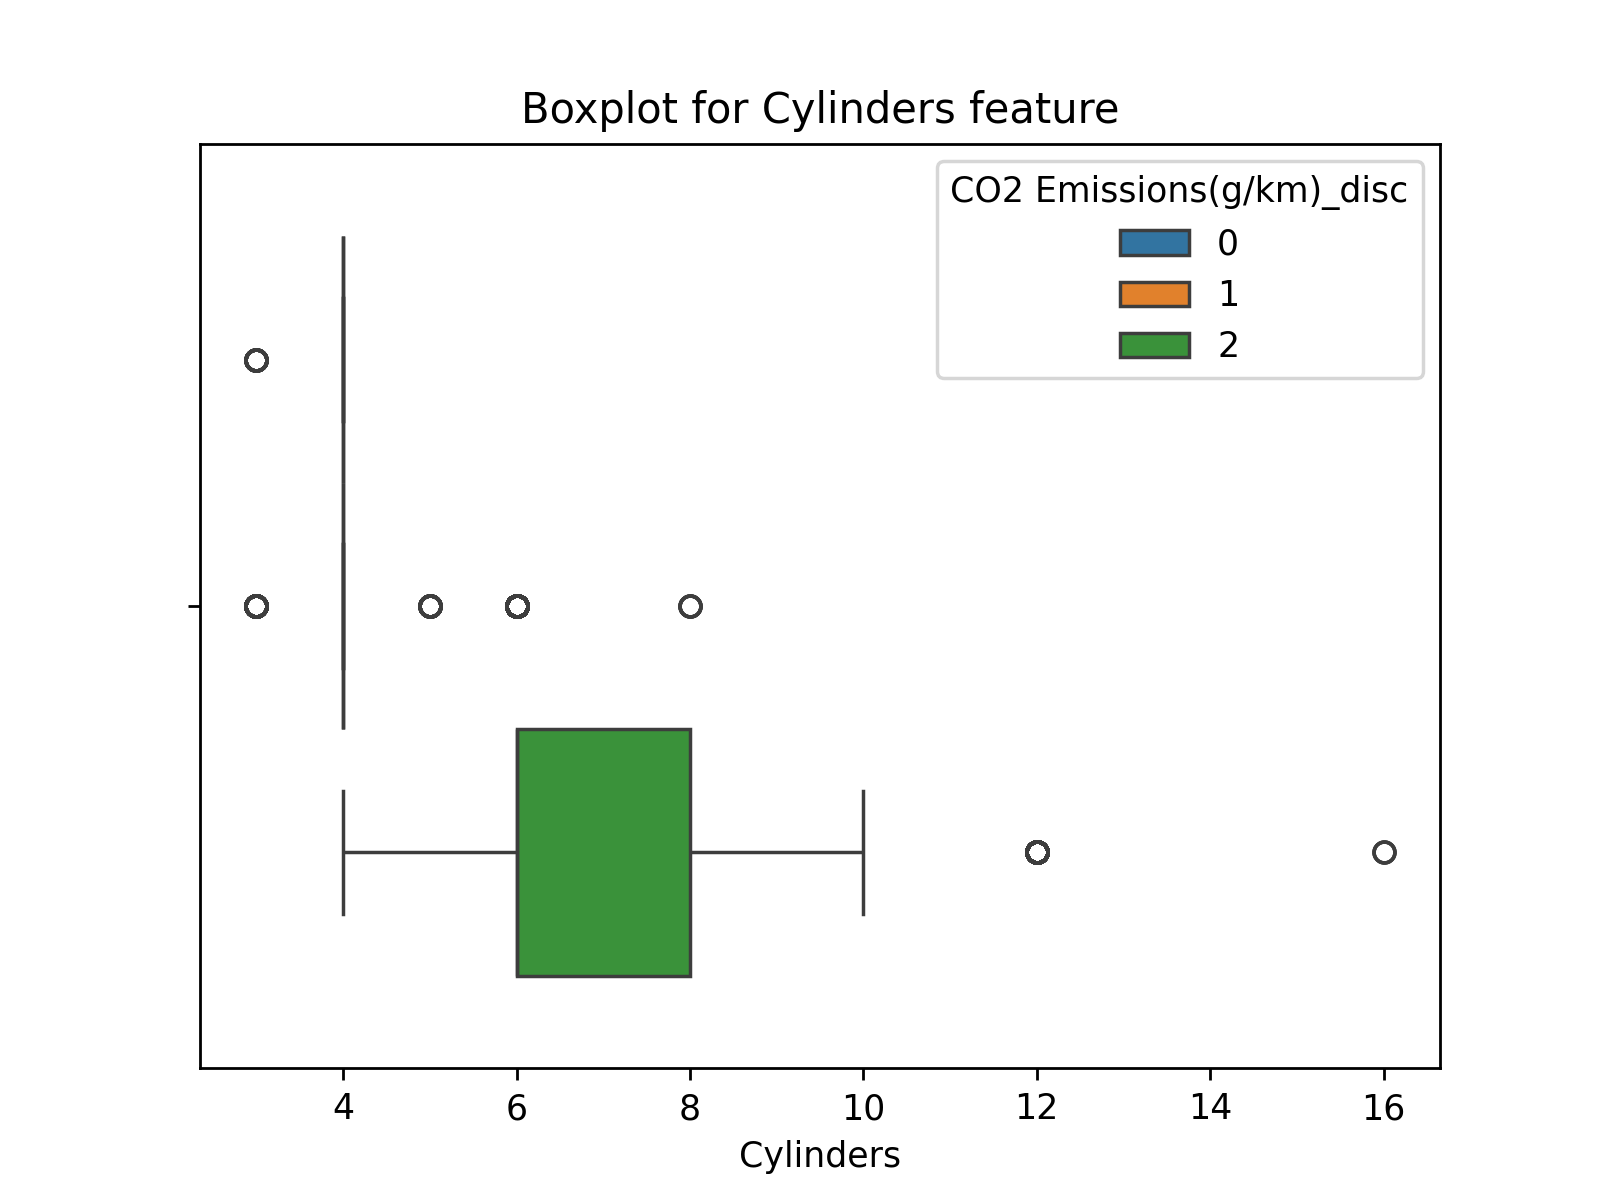 Boxplot for Cylinders feature
CO2 Emissions(g/km)_disc
0
1
2
4 6 8 10 12 14 16
Cylinders